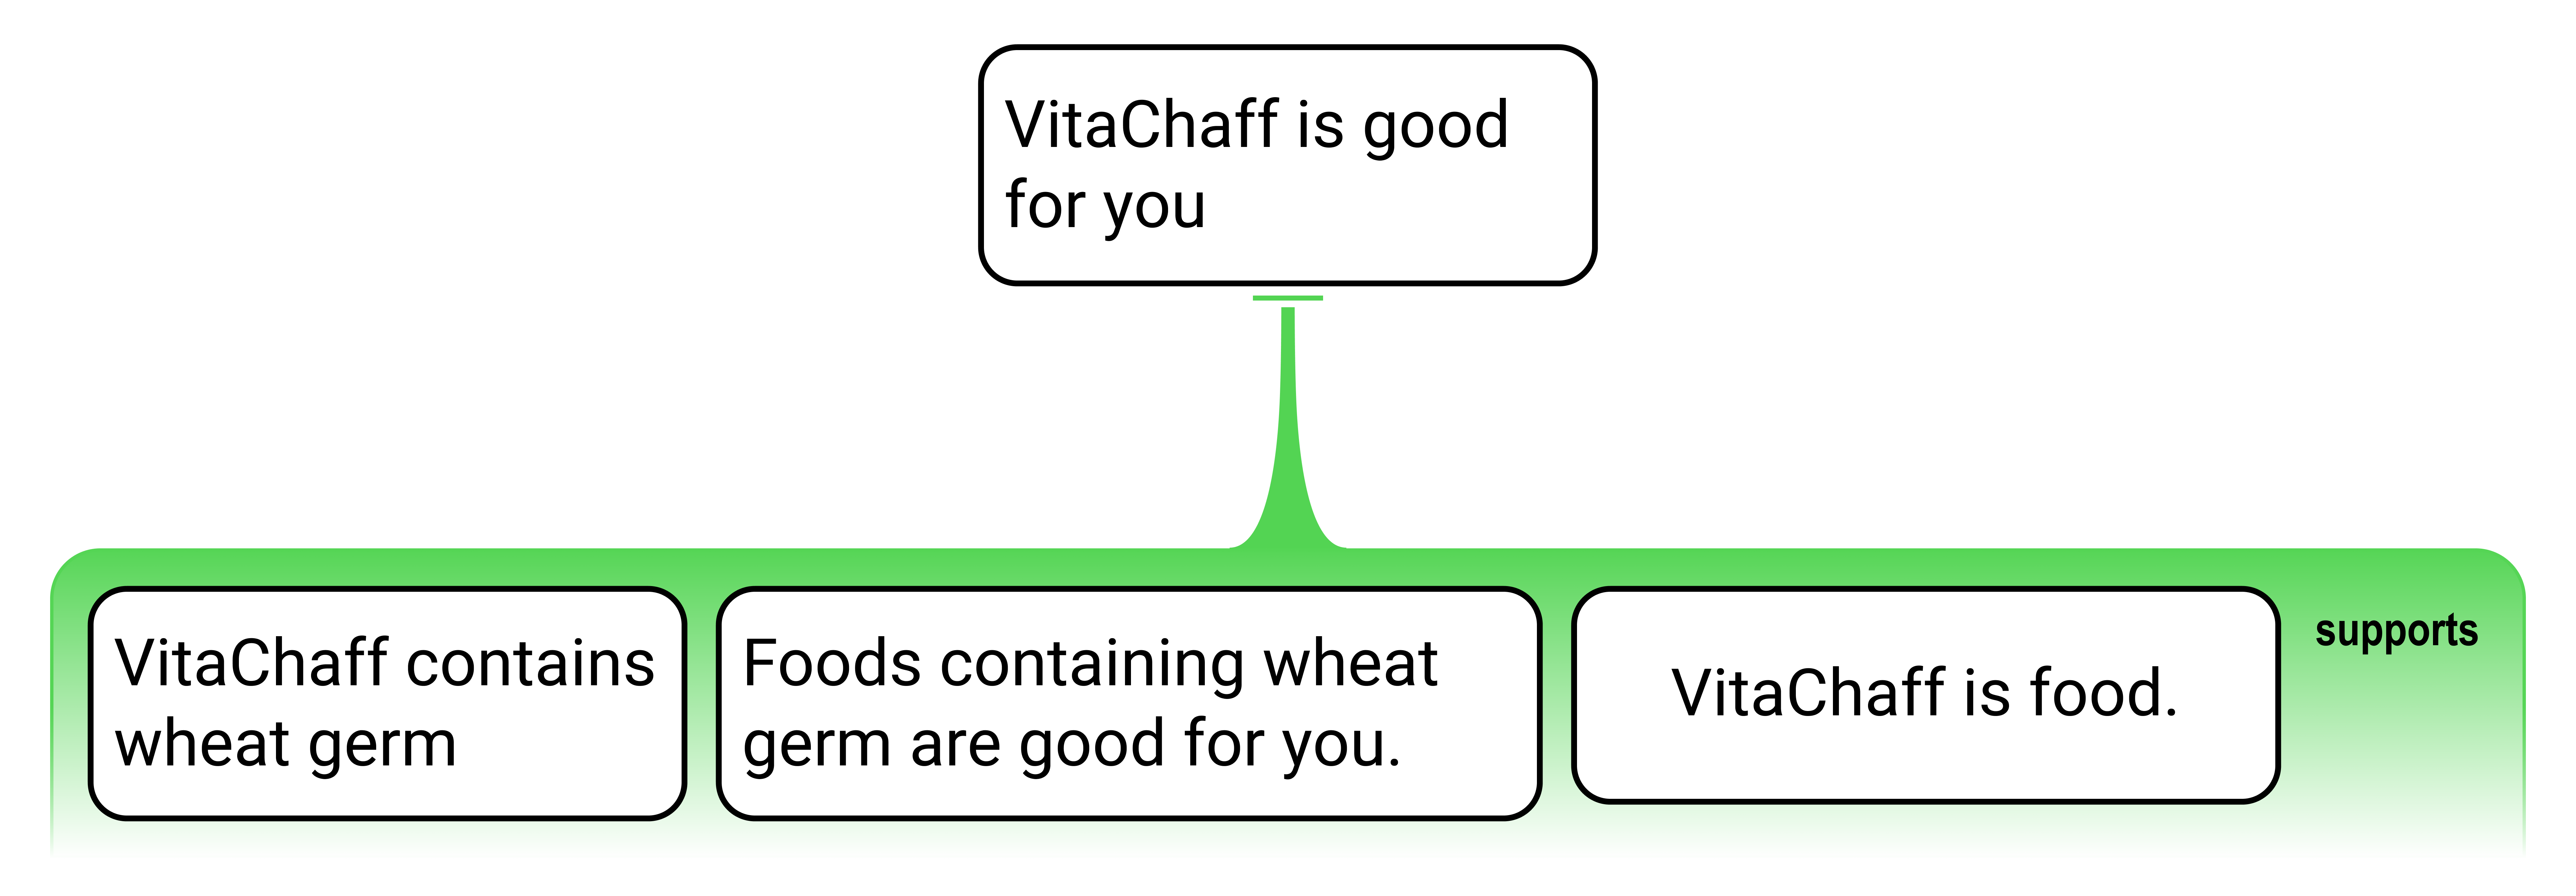 VitaChaff is good
for you
VitaChaff contains
wheat germ
Foods containing wheat
germ are good for you.
VitaChaff is food.
supports